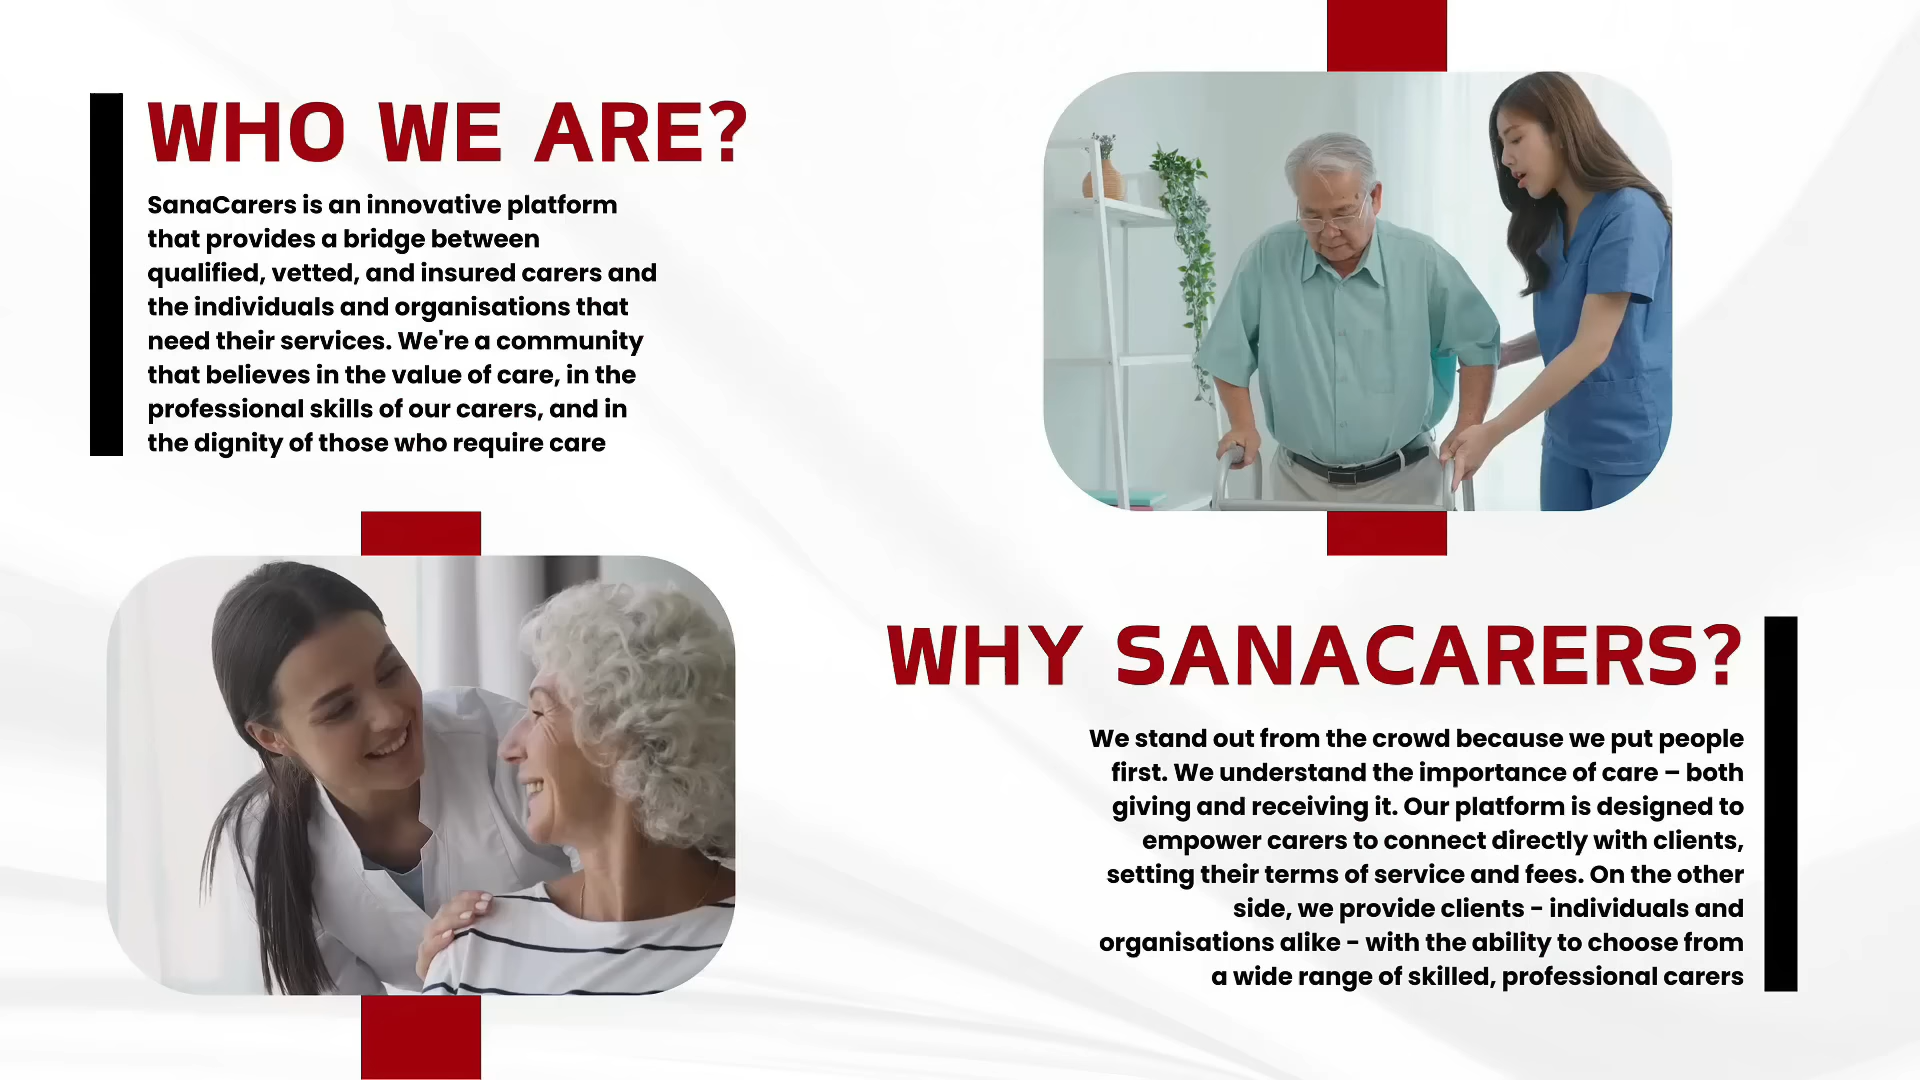 WHO WE ARE?
SanaCarers is an innovative platform
that provides a bridge between
qualified, vetted, and insured carers and
the individuals and organisations that
need their services. We're a community
that believes in the value of care, in the
professional skills of our carers, and in
the dignity of those who require care
WHY SANACARERS?
We stand out from the crowd because we put people
first. We understand the importance of care – both
giving and receiving it. Our platform is designed to
empower carers to connect directly with clients,
setting their terms of service and fees. On the other
side, we provide clients - individuals and
organisations alike - with the ability to choose from
a wide range of skilled, professional carers